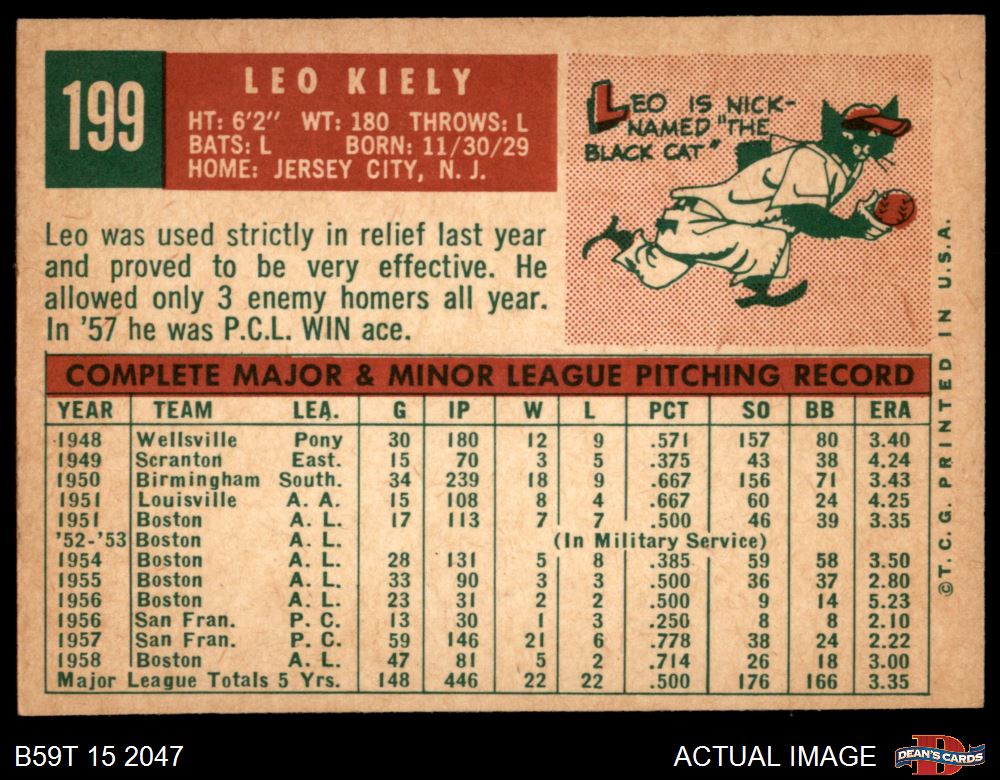 199
LEO KIELY
HT: 6'2" WT: 180 THROWS: L
BATS: L BORN: 11/30/29
HOME: JERSEY CITY, N. J.
LEO IS NICK-
NAMED "THE
BLACK CAT"
Leo was used strictly in relief last year
and proved to be very effective. He
allowed only 3 enemy homers all year.
In '57 he was P.C.L. WIN ace.
COMPLETE MAJOR & MINOR LEAGUE PITCHING RECORD
YEAR TEAM LEA. G IP W L PCT SO BB ERA
1948 Wellsville Pony 30 180 12 9 .571 157 80 3.40
1949 Scranton East. 15 70 3 5 .375 43 38 4.24
1950 Birmingham South. 34 239 18 9 .667 156 71 3.43
1951 Louisville A. A. 15 108 8 4 .667 60 24 4.25
1951 Boston A. L. 17 113 7 7 .500 46 39 3.35
'52-'53 Boston A. L. (In Military Service)
1954 Boston A. L. 28 131 5 8 .385 59 58 3.50
1955 Boston A. L. 33 90 3 3 .500 36 37 2.80
1956 Boston A. L. 23 31 2 2 .500 9 14 5.23
1956 San Fran. P. C. 13 30 1 3 .250 8 8 2.10
1957 San Fran. P. C. 59 146 21 6 .778 38 24 2.22
1958 Boston A. L. 47 81 5 2 .714 26 18 3.00
Major League Totals 5 Yrs. 148 446 22 22 .500 176 166 3.35
©T. C. G. PRINTED IN U.S.A.
B59T 15 2047
ACTUAL IMAGE
DEAN'S CARDS